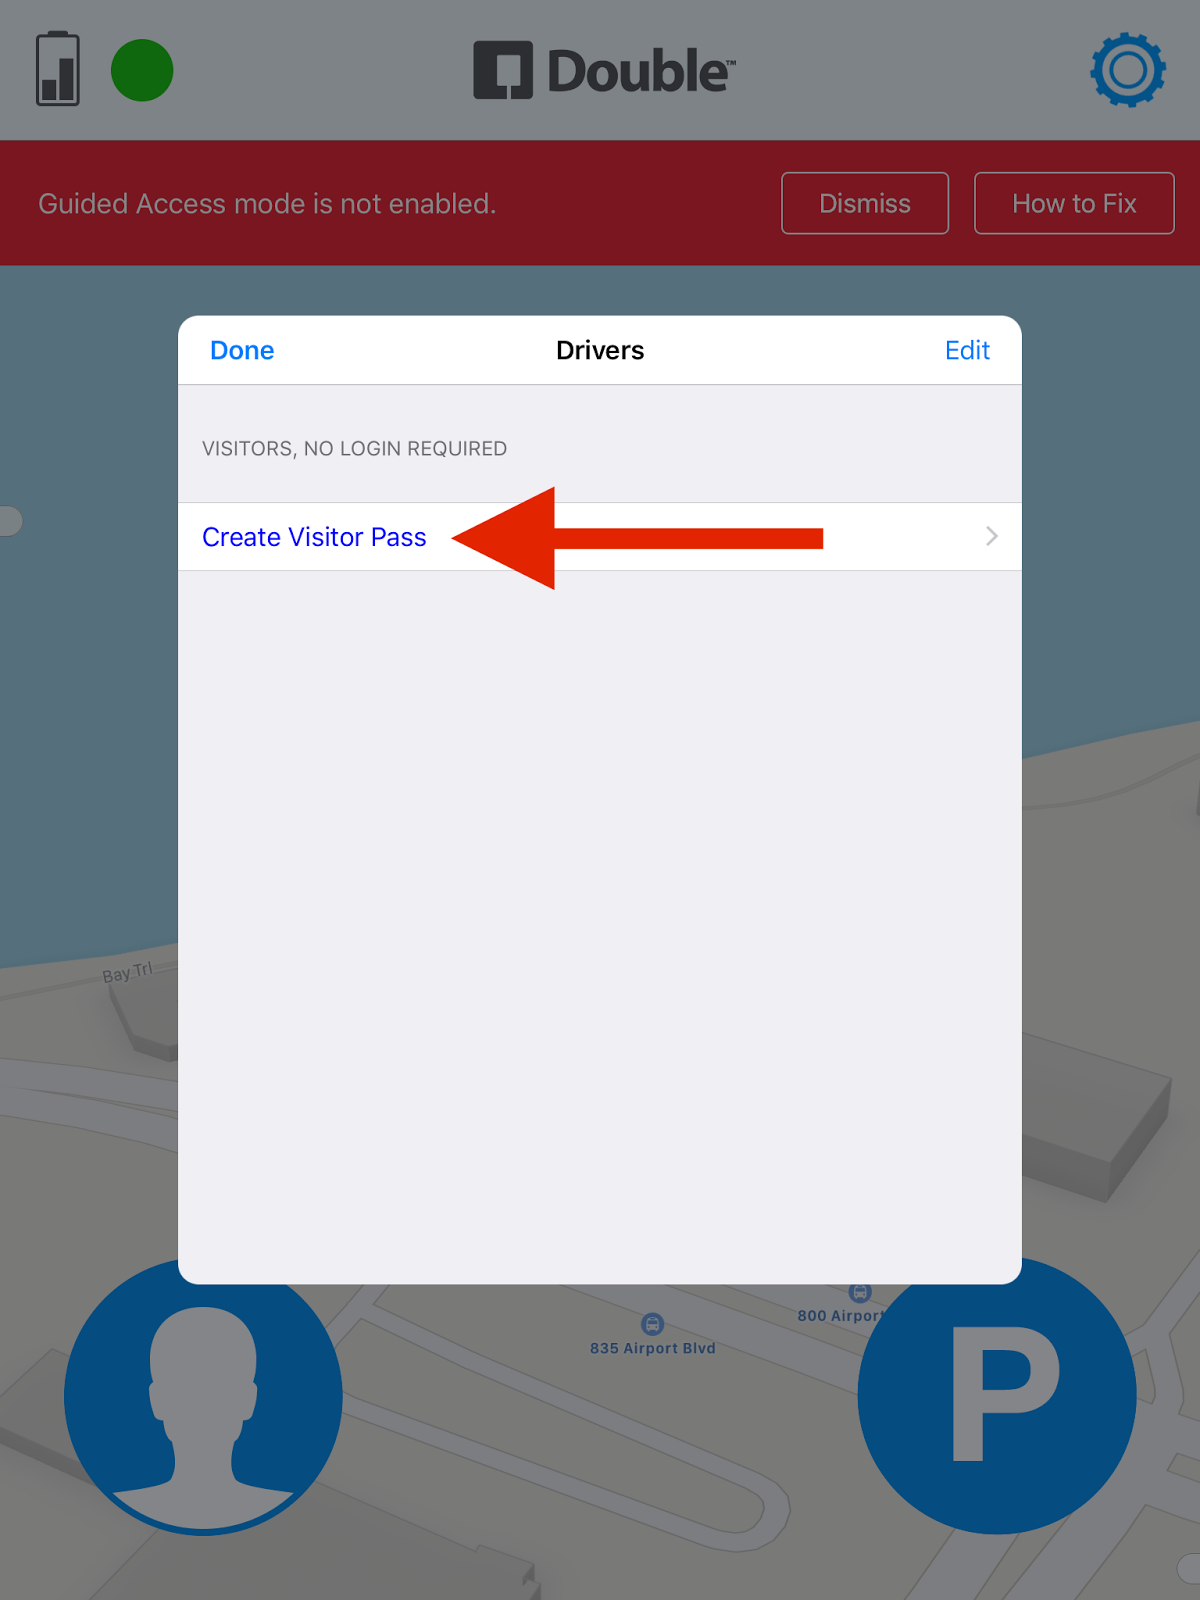 Double™
Guided Access mode is not enabled.
Dismiss
How to Fix
Done
Drivers
Edit
VISITORS, NO LOGIN REQUIRED
Create Visitor Pass
Bay Trl
800 Airport
835 Airport Blvd
P